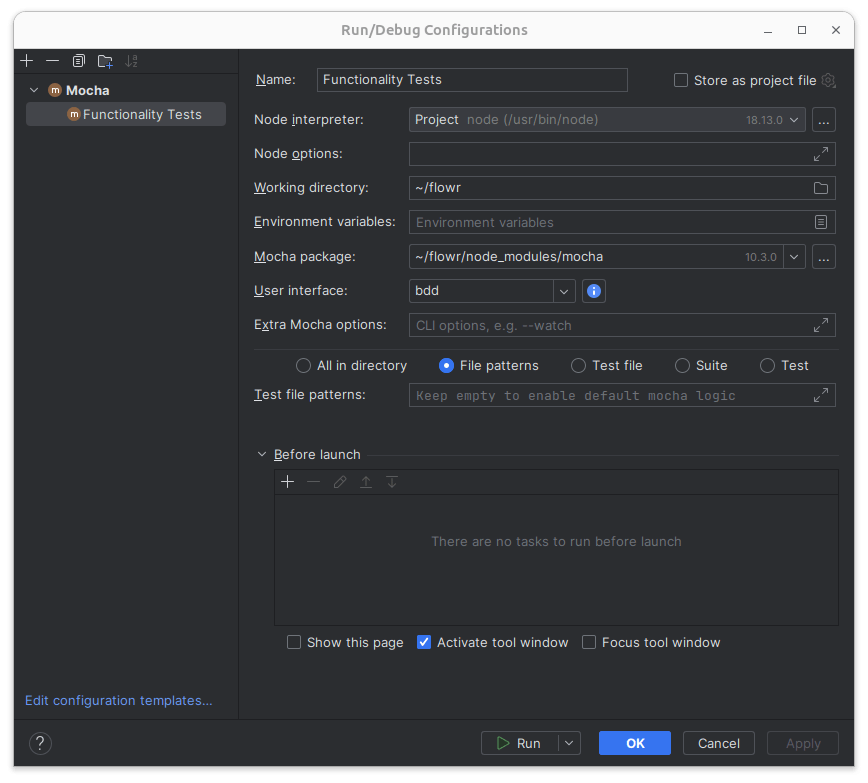 Run/Debug Configurations
Mocha
Functionality Tests
Name: Functionality Tests Store as project file
Node interpreter: Project node (/usr/bin/node) 18.13.0 ...
Node options:
Working directory: ~/flowr
Environment variables: Environment variables
Mocha package: ~/flowr/node_modules/mocha 10.3.0 ...
User interface: bdd
Extra Mocha options: CLI options, e.g. --watch
All in directory File patterns Test file Suite Test
Test file patterns: Keep empty to enable default mocha logic
Before launch
There are no tasks to run before launch
Show this page Activate tool window Focus tool window
Edit configuration templates...
? Run OK Cancel Apply